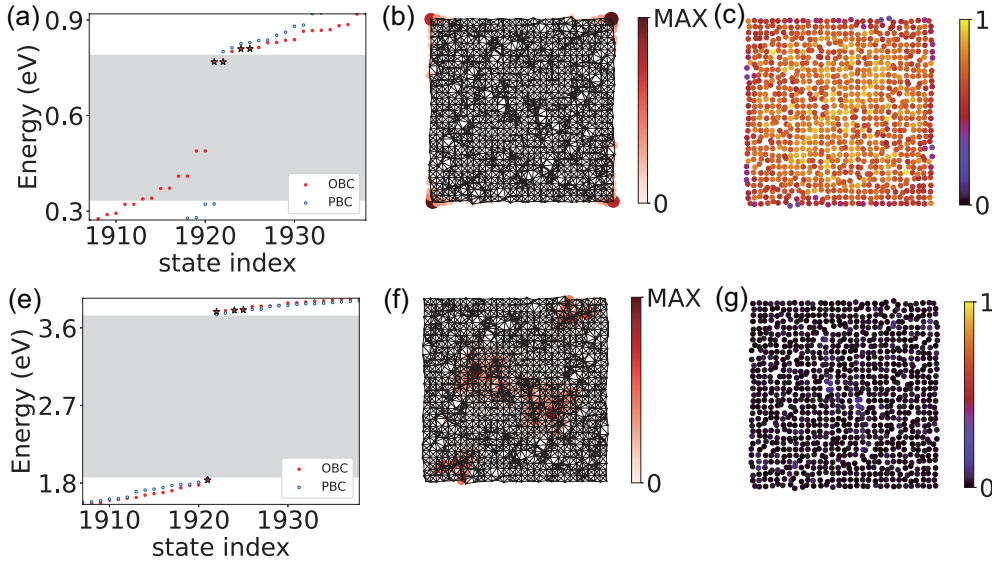 (a)
0.9
0.6
0.3
Energy (eV)
OBC
PBC
1910
1920
1930
state index
(b)
MAX
0
(c)
1
0
(e)
3.6
2.7
1.8
Energy (eV)
OBC
PBC
1910
1920
1930
state index
(f)
MAX
0
(g)
1
0